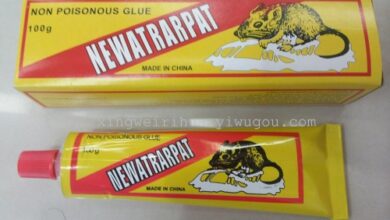 NON POISONOUS GLUE
100g
NEWATRARPAT
MADE IN CHINA
NON POISONOUS GLUE
100g
NEWATRARPAT
MADE IN CHINA